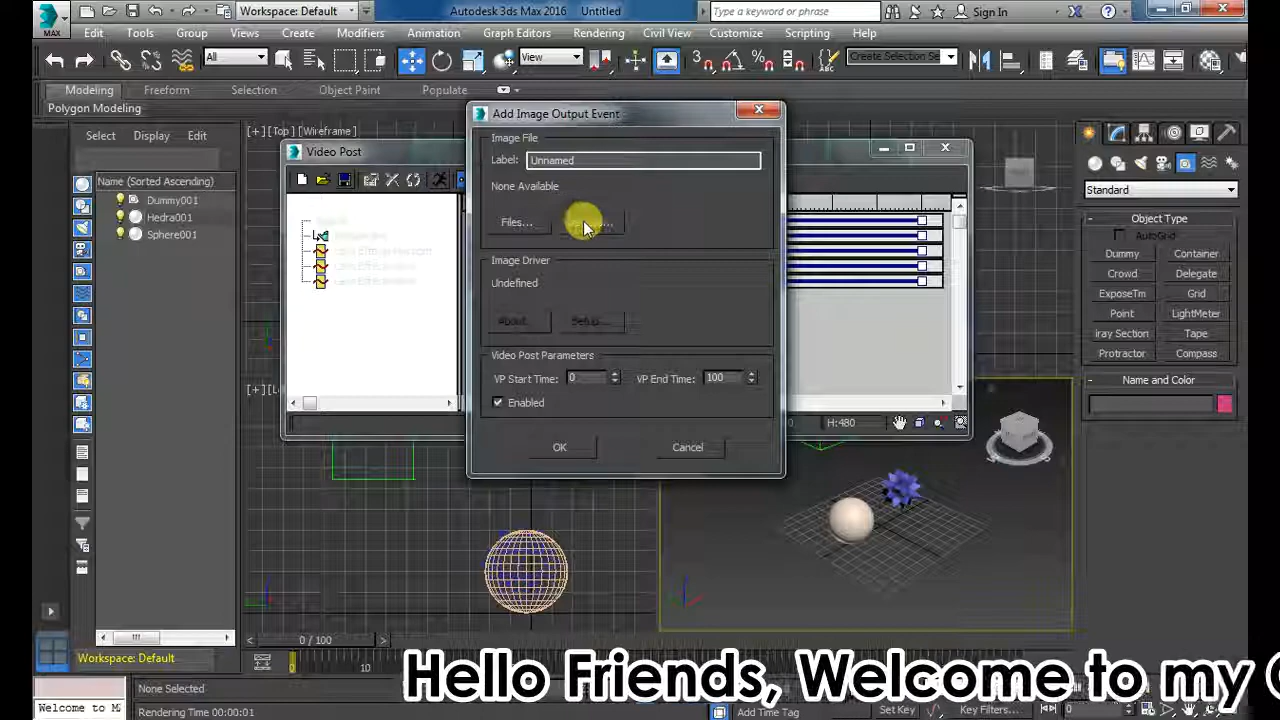 Workspace: Default
Autodesk 3ds Max 2016 Untitled
Type a keyword or phrase
Sign In
MAX
Edit Tools Group Views Create Modifiers Animation Graph Editors Rendering Civil View Customize Scripting Help
All
View
Create Selection Se
Modeling Freeform Selection Object Paint Populate
Polygon Modeling
Select Display Edit
Name (Sorted Ascending)
Dummy001
Hedra001
Sphere001
[+] [Top] [Wireframe]
Video Post
Add Image Output Event
Image File
Label: Unnamed
None Available
Files...
Image Driver
Undefined
About...
Setup...
Video Post Parameters
VP Start Time: 0
VP End Time: 100
Enabled
OK
Cancel
H:480
Standard
Object Type
AutoGrid
Dummy Container
Crowd Delegate
ExposeTm Grid
Point LightMeter
iray Section Tape
Protractor Compass
Name and Color
0 / 100
0
10
Workspace: Default
Hello Friends, Welcome to my
None Selected
Welcome to M
Rendering Time 00:00:01
Add Time Tag
Set Key
Key Filters...
0